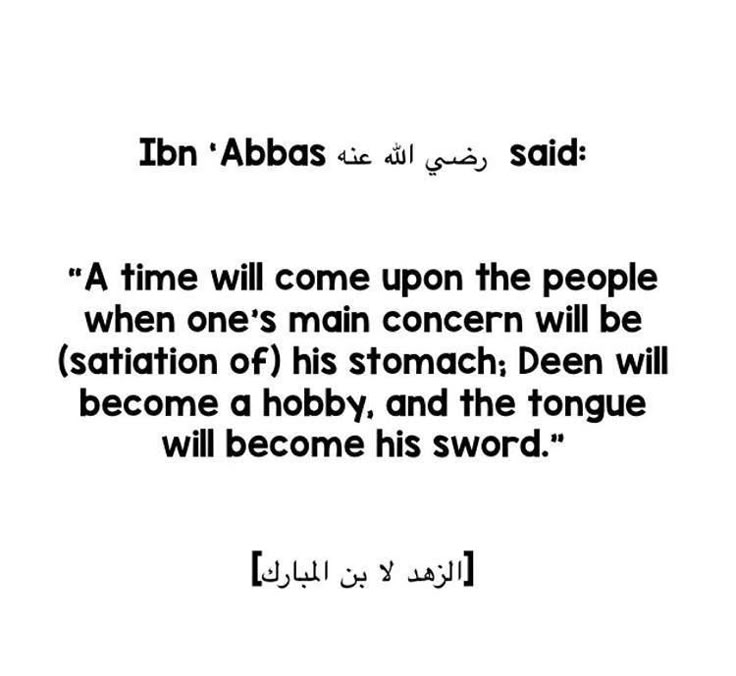 Ibn ‘Abbas رضي الله عنه said:
“A time will come upon the people
when one’s main concern will be
(satiation of) his stomach; Deen will
become a hobby, and the tongue
will become his sword.”
[الزهد لا بن المبارك]